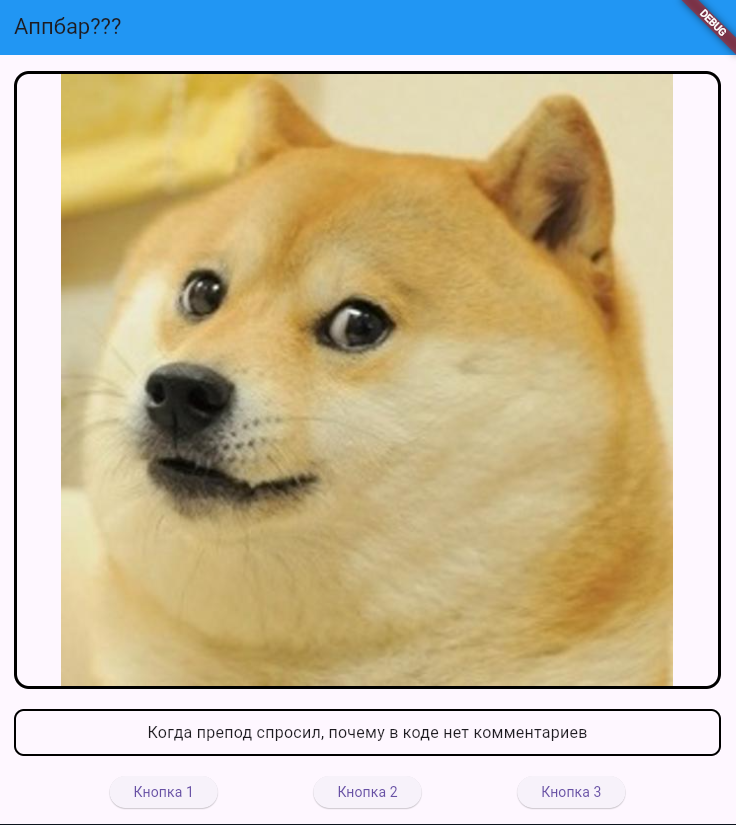 Аппбар???
DEBUG
Когда препод спросил, почему в коде нет комментариев
Кнопка 1
Кнопка 2
Кнопка 3